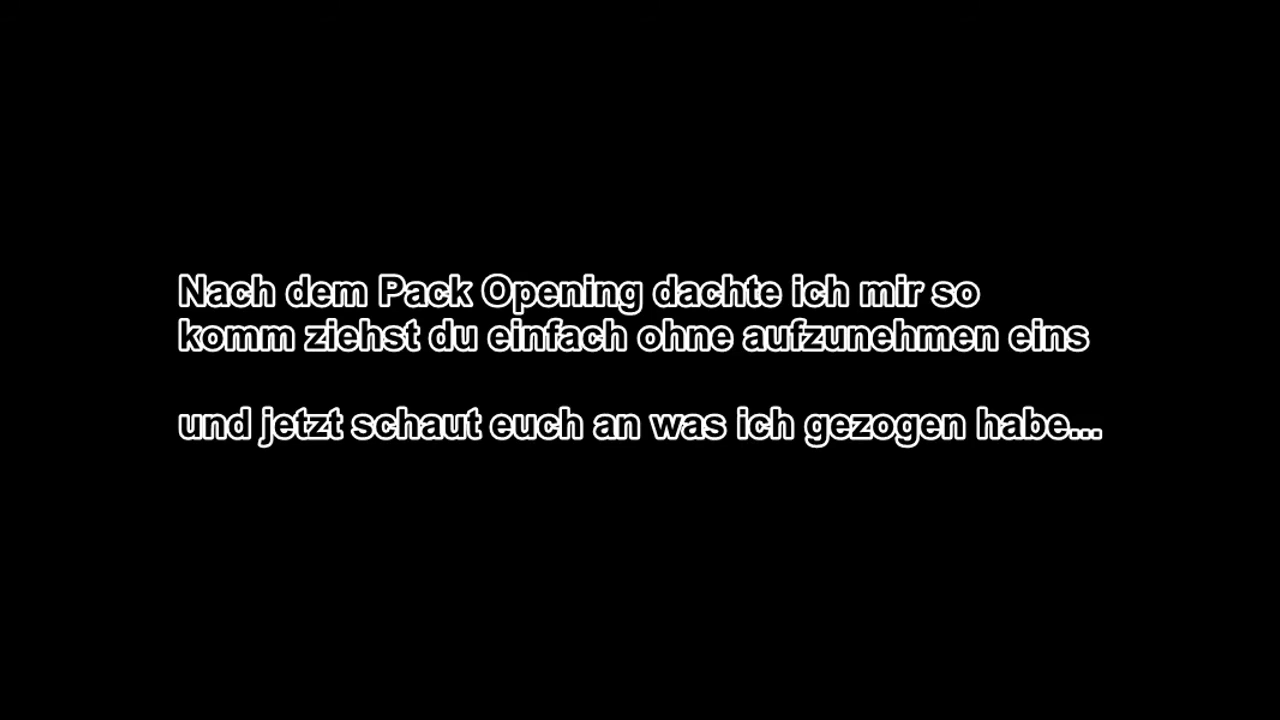 Nach dem Pack Opening dachte ich mir so
komm ziehst du einfach ohne aufzunehmen eins
und jetzt schaut euch an was ich gezogen habe...